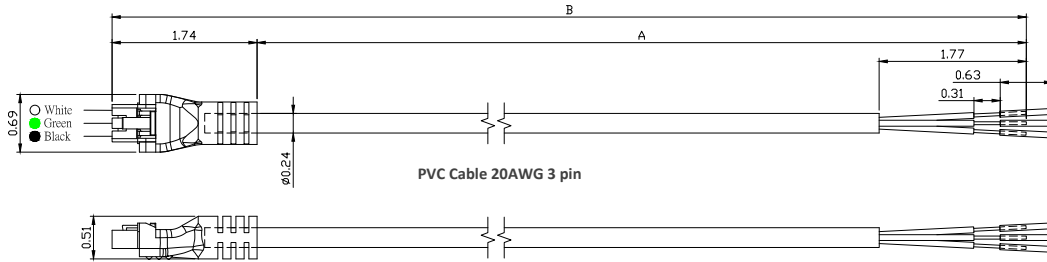 B
1.74
A
1.77
0.63
0.31
0.69
White
Green
Black
ø0.24
PVC Cable 20AWG 3 pin
0.51